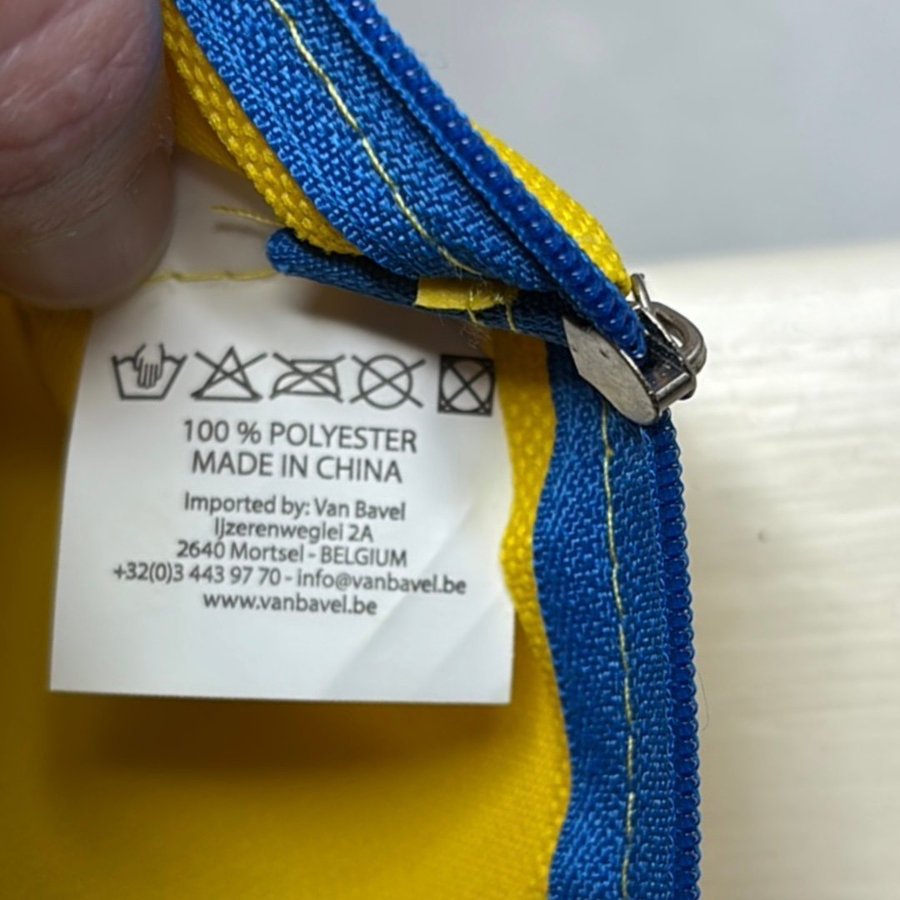 100 % POLYESTER
MADE IN CHINA
Imported by: Van Bavel
Ijzerenweglei 2A
2640 Mortsel - BELGIUM
+32(0)3 443 97 70 - info@vanbavel.be
www.vanbavel.be